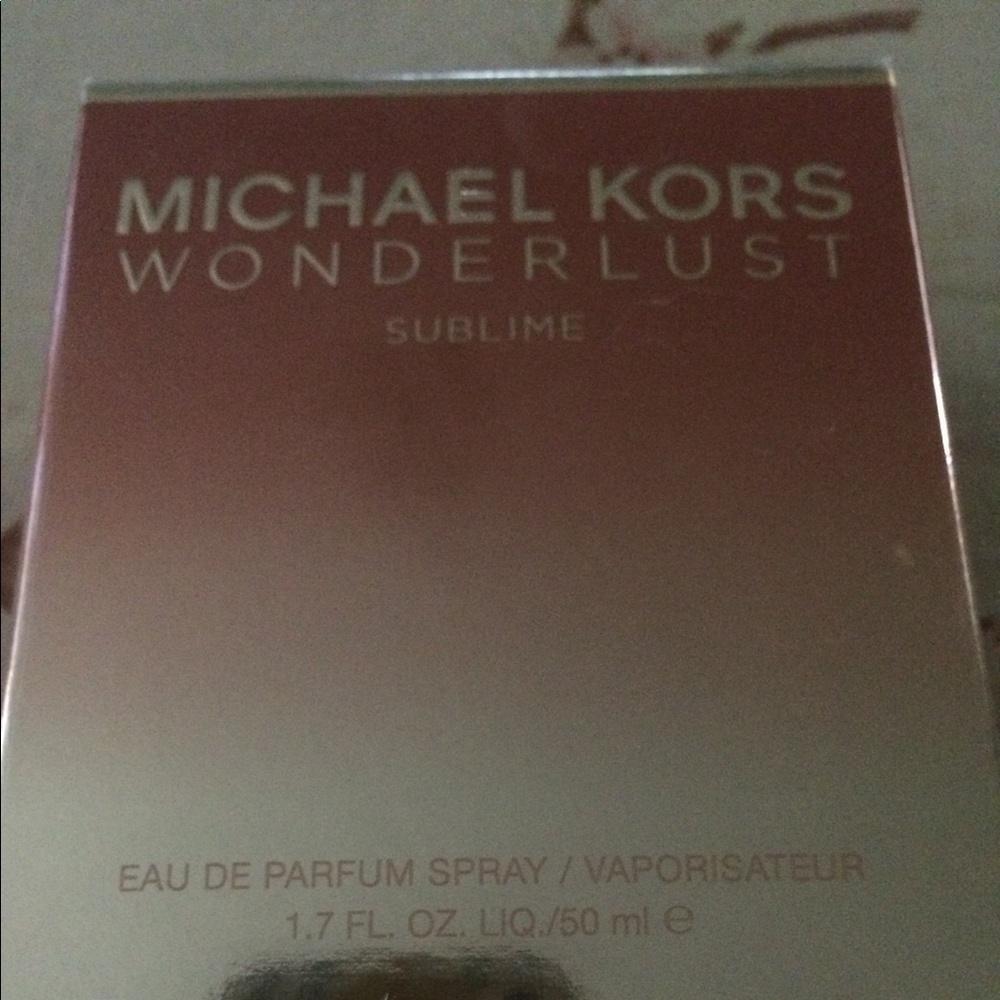 MICHAEL KORS
WONDERLUST
SUBLIME
EAU DE PARFUM SPRAY / VAPORISATEUR
1.7 FL. OZ. LIQ./50 ml ℮